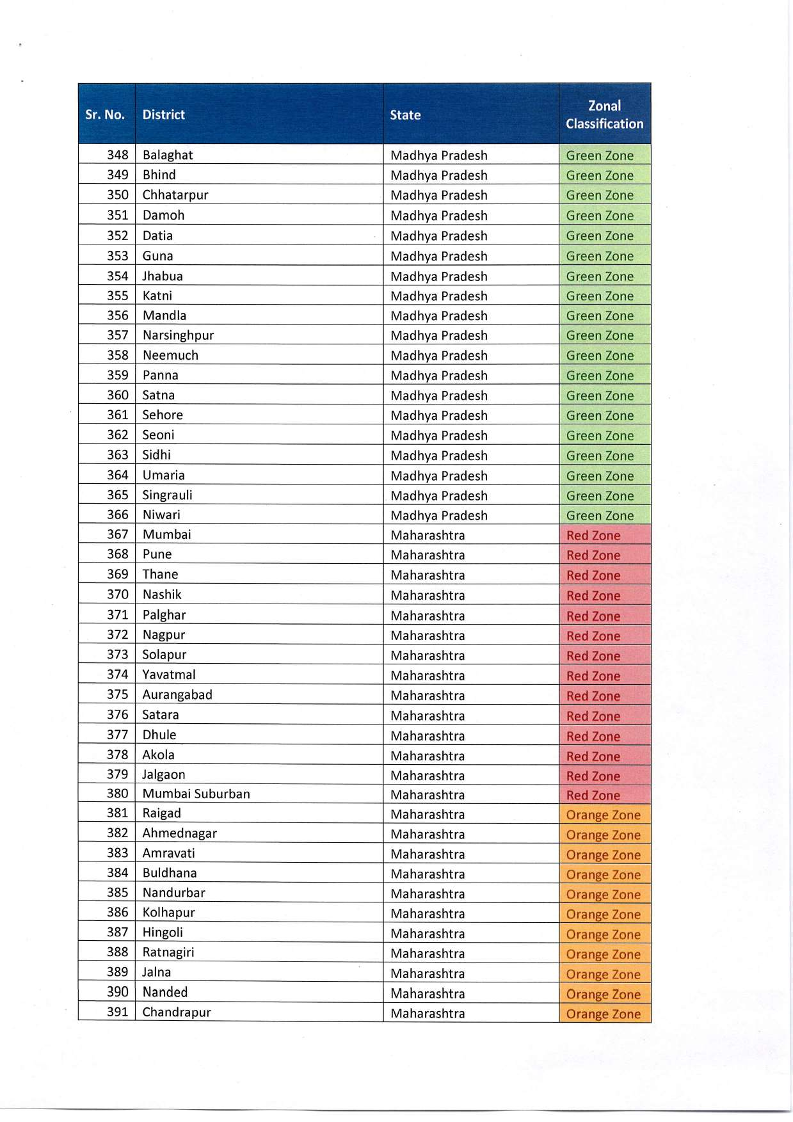 Sr. No. District State Zonal Classification
348 Balaghat Madhya Pradesh Green Zone
349 Bhind Madhya Pradesh Green Zone
350 Chhatarpur Madhya Pradesh Green Zone
351 Damoh Madhya Pradesh Green Zone
352 Datia Madhya Pradesh Green Zone
353 Guna Madhya Pradesh Green Zone
354 Jhabua Madhya Pradesh Green Zone
355 Katni Madhya Pradesh Green Zone
356 Mandla Madhya Pradesh Green Zone
357 Narsinghpur Madhya Pradesh Green Zone
358 Neemuch Madhya Pradesh Green Zone
359 Panna Madhya Pradesh Green Zone
360 Satna Madhya Pradesh Green Zone
361 Sehore Madhya Pradesh Green Zone
362 Seoni Madhya Pradesh Green Zone
363 Sidhi Madhya Pradesh Green Zone
364 Umaria Madhya Pradesh Green Zone
365 Singrauli Madhya Pradesh Green Zone
366 Niwari Madhya Pradesh Green Zone
367 Mumbai Maharashtra Red Zone
368 Pune Maharashtra Red Zone
369 Thane Maharashtra Red Zone
370 Nashik Maharashtra Red Zone
371 Palghar Maharashtra Red Zone
372 Nagpur Maharashtra Red Zone
373 Solapur Maharashtra Red Zone
374 Yavatmal Maharashtra Red Zone
375 Aurangabad Maharashtra Red Zone
376 Satara Maharashtra Red Zone
377 Dhule Maharashtra Red Zone
378 Akola Maharashtra Red Zone
379 Jalgaon Maharashtra Red Zone
380 Mumbai Suburban Maharashtra Red Zone
381 Raigad Maharashtra Orange Zone
382 Ahmednagar Maharashtra Orange Zone
383 Amravati Maharashtra Orange Zone
384 Buldhana Maharashtra Orange Zone
385 Nandurbar Maharashtra Orange Zone
386 Kolhapur Maharashtra Orange Zone
387 Hingoli Maharashtra Orange Zone
388 Ratnagiri Maharashtra Orange Zone
389 Jalna Maharashtra Orange Zone
390 Nanded Maharashtra Orange Zone
391 Chandrapur Maharashtra Orange Zone